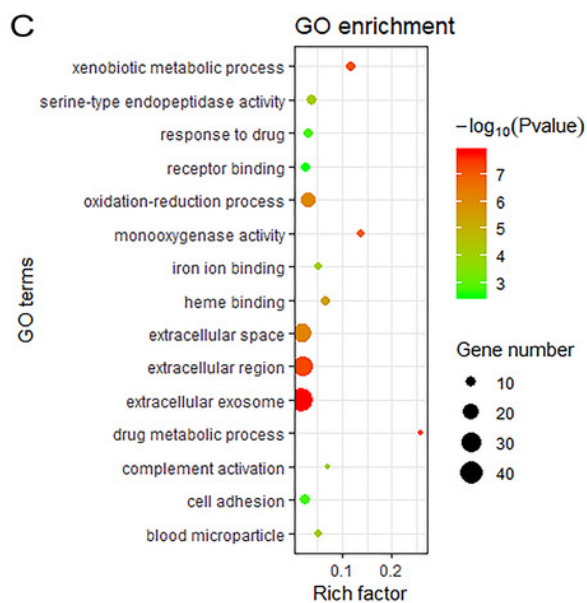 C
GO enrichment
GO terms
xenobiotic metabolic process
serine-type endopeptidase activity
response to drug
receptor binding
oxidation-reduction process
monooxygenase activity
iron ion binding
heme binding
extracellular space
extracellular region
extracellular exosome
drug metabolic process
complement activation
cell adhesion
blood microparticle
0.1 0.2
Rich factor
−log₁₀(Pvalue)
7
6
5
4
3
Gene number
10
20
30
40